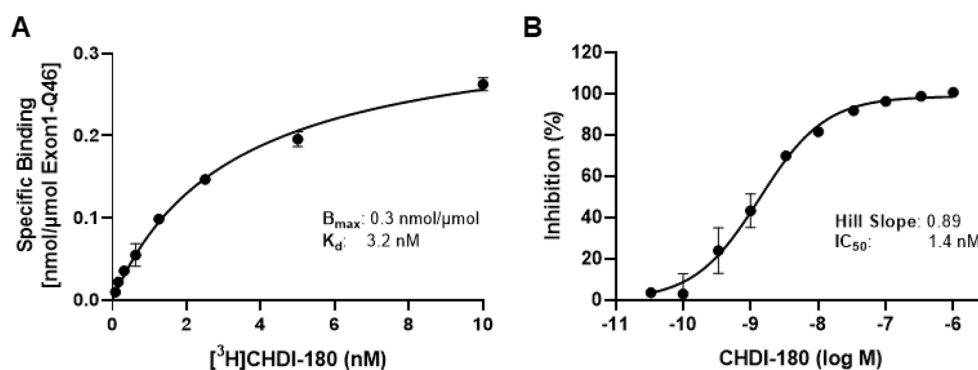 A
Specific Binding
[nmol/µmol Exon1-Q46]
0.3
0.2
0.1
0.0
0 2 4 6 8 10
[³H]CHDI-180 (nM)
Bmax: 0.3 nmol/µmol
Kd: 3.2 nM
B
Inhibition (%)
120
100
80
60
40
20
0
-11 -10 -9 -8 -7 -6
CHDI-180 (log M)
Hill Slope: 0.89
IC50: 1.4 nM